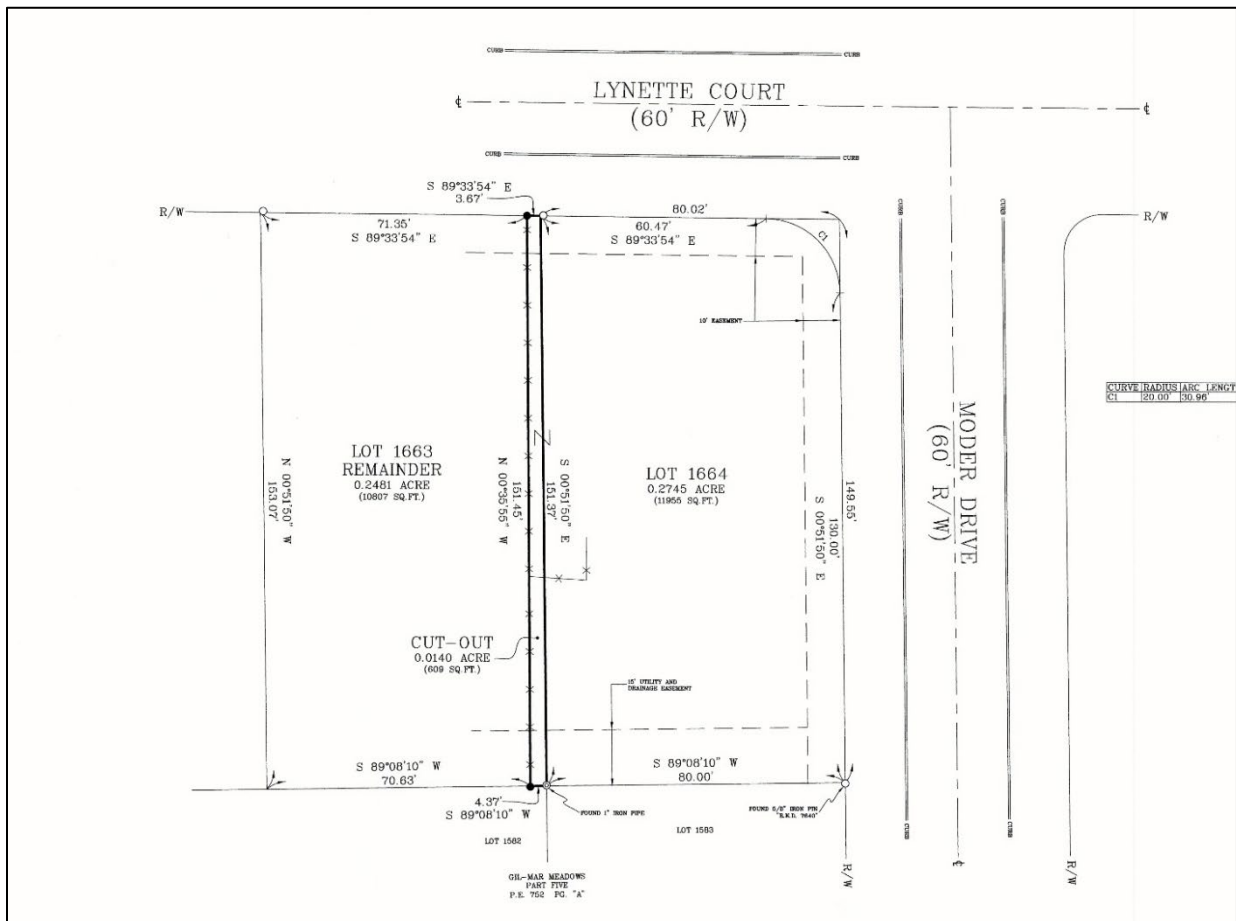 CURB CURB
LYNETTE COURT
℄ ℄
(60' R/W)
CURB CURB
S 89°33'54" E
3.67'
R/W
71.35'
S 89°33'54" E
80.02'
60.47'
S 89°33'54" E
C1
CURB
CURB
R/W
10' EASEMENT
CURVE RADIUS ARC LENGT
C1 20.00' 30.96'
LOT 1663
REMAINDER
0.2481 ACRE
(10807 SQ.FT.)
N 00°51'50" W
153.07'
N 00°35'55" W
151.45'
S 00°51'50" E
151.37'
LOT 1664
0.2745 ACRE
(11955 SQ.FT.)
149.55'
130.00'
S 00°51'50" E
MODER DRIVE
(60' R/W)
CUT-OUT
0.0140 ACRE
(609 SQ.FT.)
15' UTILITY AND
DRAINAGE EASEMENT
S 89°08'10" W
70.63'
S 89°08'10" W
80.00'
4.37'
S 89°08'10" W
FOUND 1" IRON PIPE
FOUND 5/8" IRON PIN
LOT 1582
LOT 1583
CURB
CURB
R/W
℄
R/W
GIL-MAR MEADOWS
PART FIVE
P.E. 752 PG. "A"